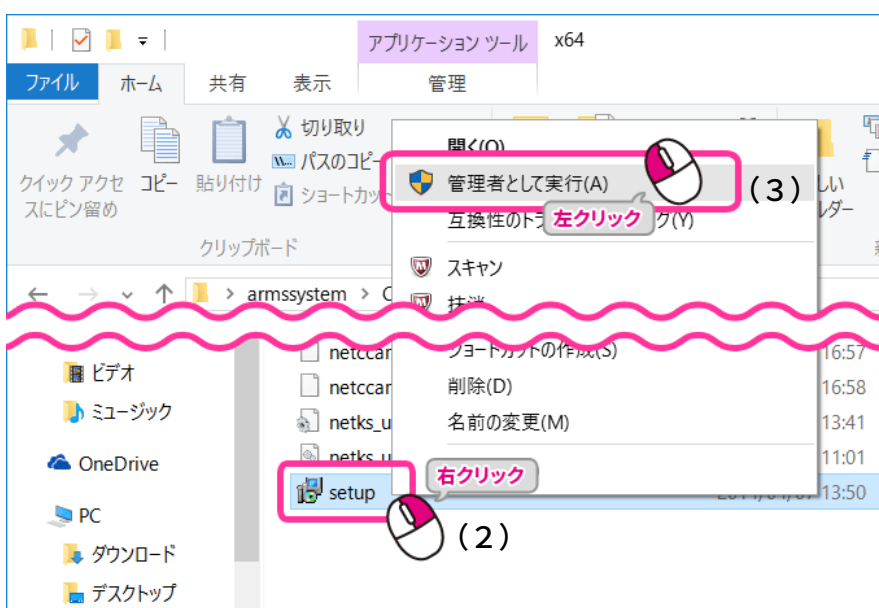 アプリケーション ツール x64
ファイル ホーム 共有 表示 管理
切り取り
パスのコピー
ショートカッ
クイック アクセ
スにピン留め
コピー
貼り付け
クリップボード
開く(O)
管理者として実行(A)
(3)
左クリック
互換性のトラ
ク(Y)
しい
ルダー
スキャン
抹消
armssystem
ショートカットの作成(S)
削除(D)
名前の変更(M)
ビデオ
ミュージック
OneDrive
PC
ダウンロード
デスクトップ
netccar
16:57
netccar
16:58
netks_u
13:41
netks_u
11:01
右クリック
setup
13:50
(2)